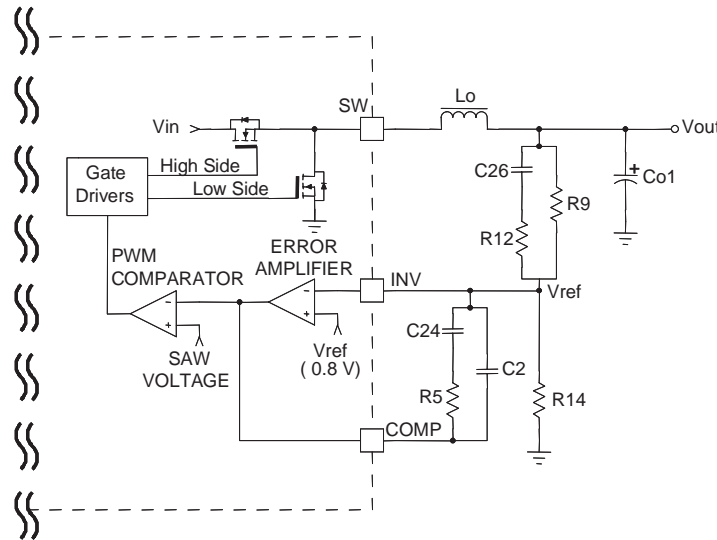 SW
Lo
Vin
Vout
High Side
Gate
Drivers
Low Side
C26
R9
+
Co1
R12
ERROR
AMPLIFIER
PWM
COMPARATOR
INV
Vref
-
+
-
+
SAW
VOLTAGE
Vref
( 0.8 V)
C24
C2
R5
R14
COMP